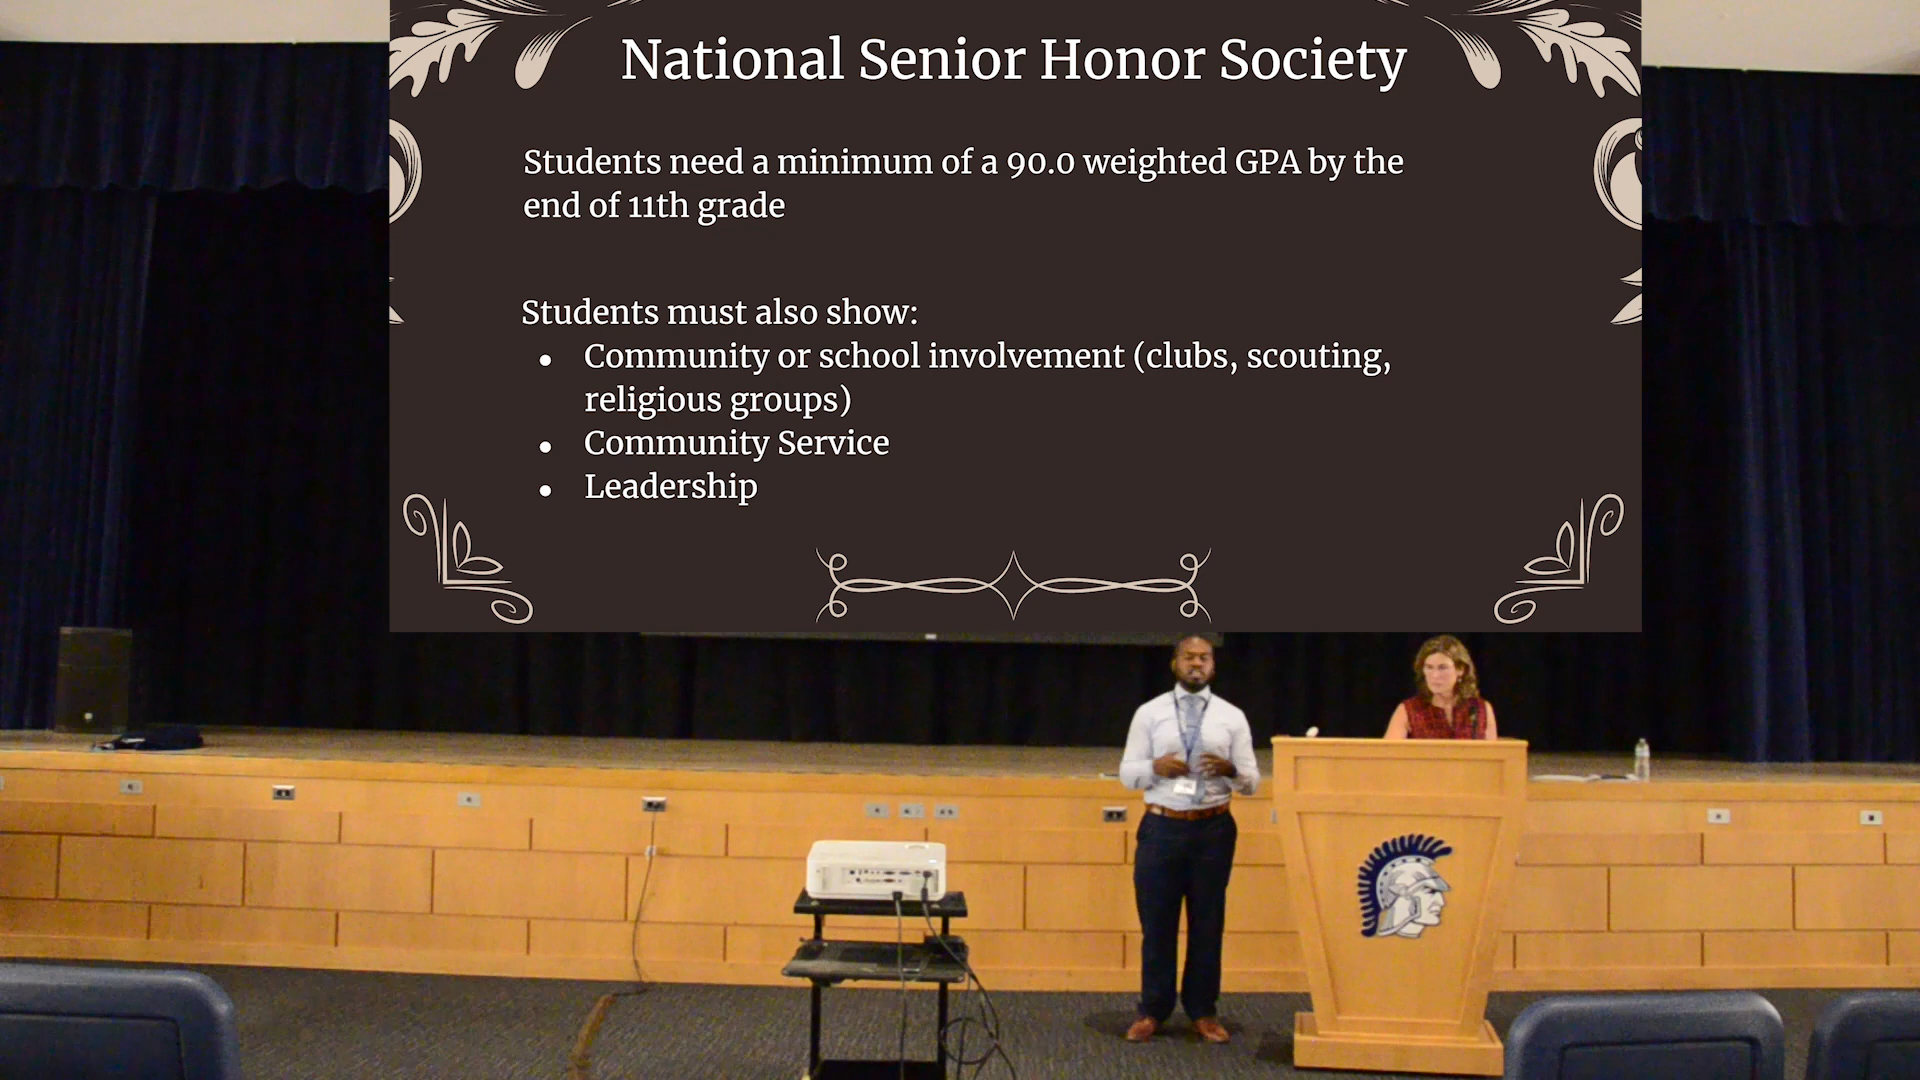 National Senior Honor Society
Students need a minimum of a 90.0 weighted GPA by the
end of 11th grade
Students must also show:
● Community or school involvement (clubs, scouting,
religious groups)
● Community Service
● Leadership